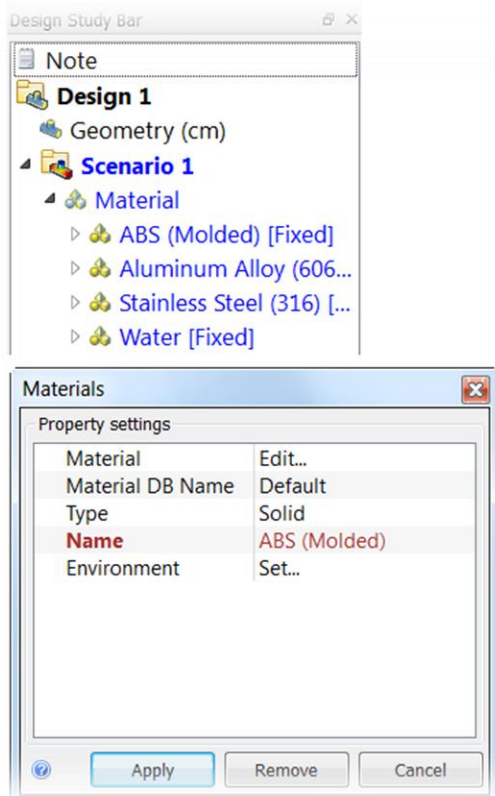 Design Study Bar
Note
Design 1
Geometry (cm)
Scenario 1
Material
ABS (Molded) [Fixed]
Aluminum Alloy (606...
Stainless Steel (316) [...
Water [Fixed]
Materials
Property settings
Material Edit...
Material DB Name Default
Type Solid
Name ABS (Molded)
Environment Set...
Apply Remove Cancel